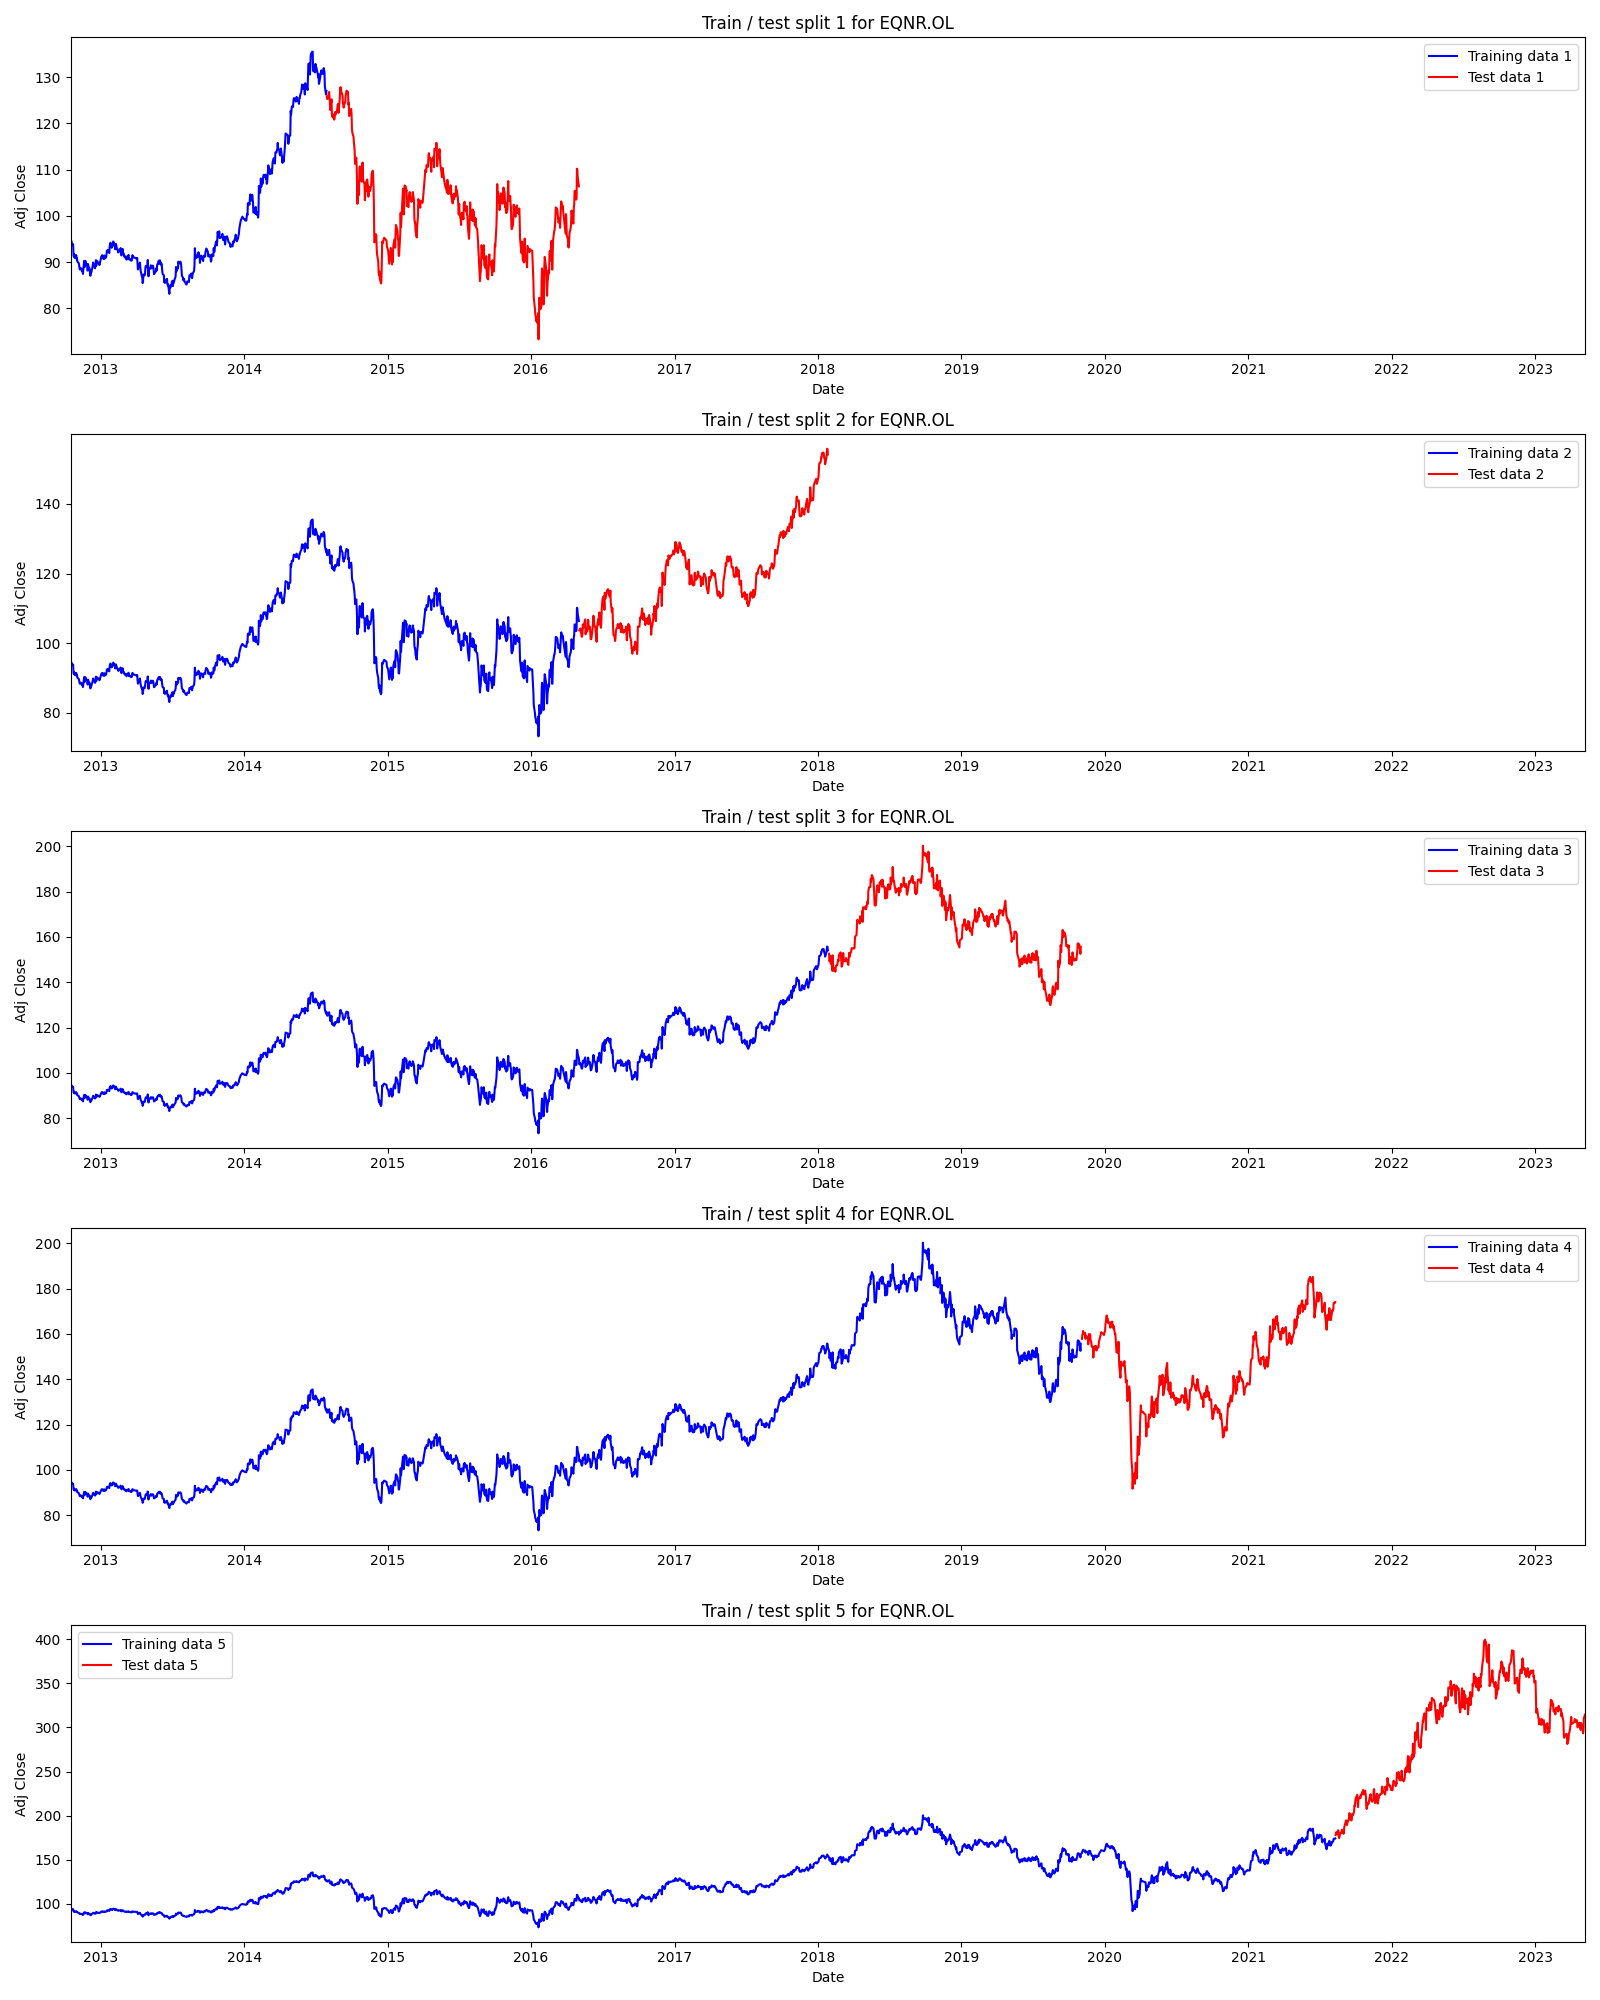 Train / test split 1 for EQNR.OL
Training data 1
Test data 1
Adj Close
130
120
110
100
90
80
2013 2014 2015 2016 2017 2018 2019 2020 2021 2022 2023
Date
Train / test split 2 for EQNR.OL
Training data 2
Test data 2
Adj Close
140
120
100
80
2013 2014 2015 2016 2017 2018 2019 2020 2021 2022 2023
Date
Train / test split 3 for EQNR.OL
Training data 3
Test data 3
Adj Close
200
180
160
140
120
100
80
2013 2014 2015 2016 2017 2018 2019 2020 2021 2022 2023
Date
Train / test split 4 for EQNR.OL
Training data 4
Test data 4
Adj Close
200
180
160
140
120
100
80
2013 2014 2015 2016 2017 2018 2019 2020 2021 2022 2023
Date
Train / test split 5 for EQNR.OL
Training data 5
Test data 5
Adj Close
400
350
300
250
200
150
100
2013 2014 2015 2016 2017 2018 2019 2020 2021 2022 2023
Date